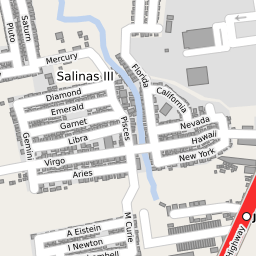 Saturn
Pluto
Mercury
Salinas III
Florida
Diamond
California
Emerald
Garnet
Pisces
Nevada
Libra
Hawaii
Gemini
Virgo
New York
Aries
M Curie
A Eistein
I Newton
Highway